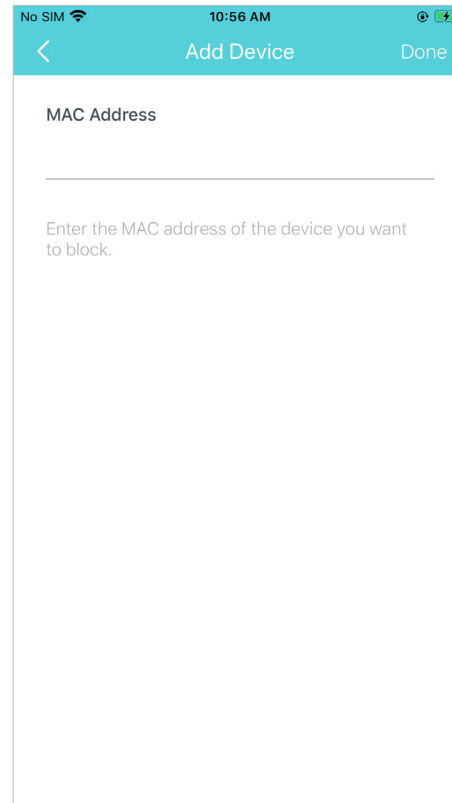 No SIM 10:56 AM
Add Device Done
MAC Address
Enter the MAC address of the device you want
to block.